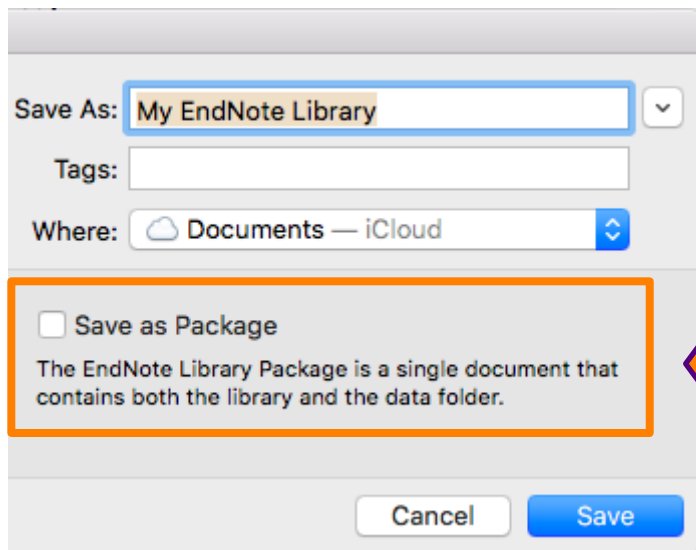 Save As: My EndNote Library
Tags:
Where: Documents — iCloud
Save as Package
The EndNote Library Package is a single document that
contains both the library and the data folder.
Cancel Save